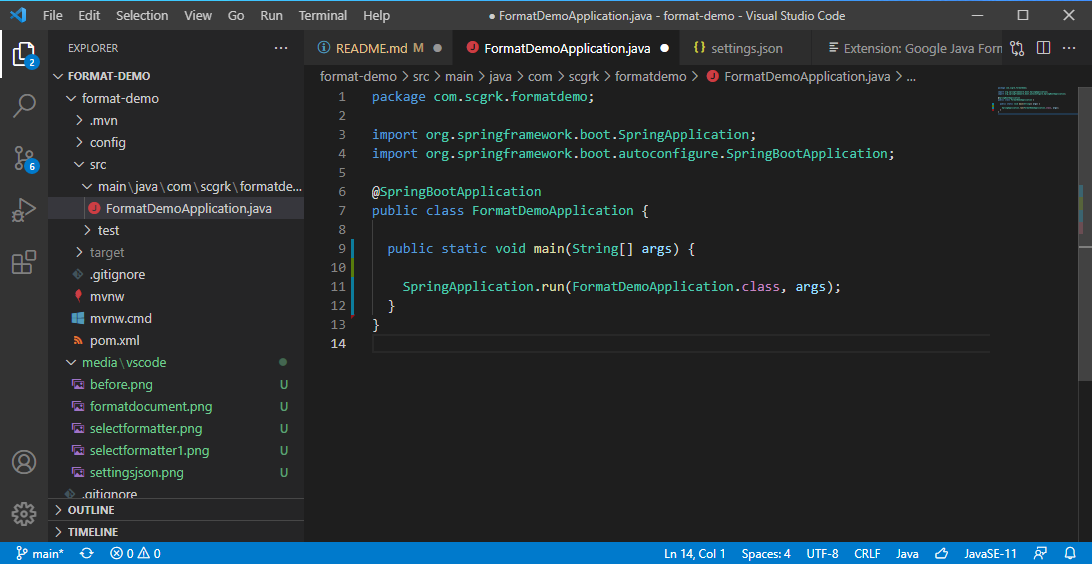 File Edit Selection View Go Run Terminal Help ● FormatDemoApplication.java - format-demo - Visual Studio Code
EXPLORER
README.md M
FormatDemoApplication.java
{} settings.json
Extension: Google Java Form
FORMAT-DEMO
format-demo > src > main > java > com > scgrk > formatdemo > FormatDemoApplication.java > ...
format-demo
.mvn
config
src
main\java\com\scgrk\formatde...
FormatDemoApplication.java
test
target
.gitignore
mvnw
mvnw.cmd
pom.xml
media\vscode
before.png U
formatdocument.png U
selectformatter.png U
selectformatter1.png U
settingsjson.png U
.gitignore
OUTLINE
TIMELINE
2
6
1 package com.scgrk.formatdemo;
2
3 import org.springframework.boot.SpringApplication;
4 import org.springframework.boot.autoconfigure.SpringBootApplication;
5
6 @SpringBootApplication
7 public class FormatDemoApplication {
8
9 public static void main(String[] args) {
10
11 SpringApplication.run(FormatDemoApplication.class, args);
12 }
13 }
14
main* 0 0 Ln 14, Col 1 Spaces: 4 UTF-8 CRLF Java JavaSE-11